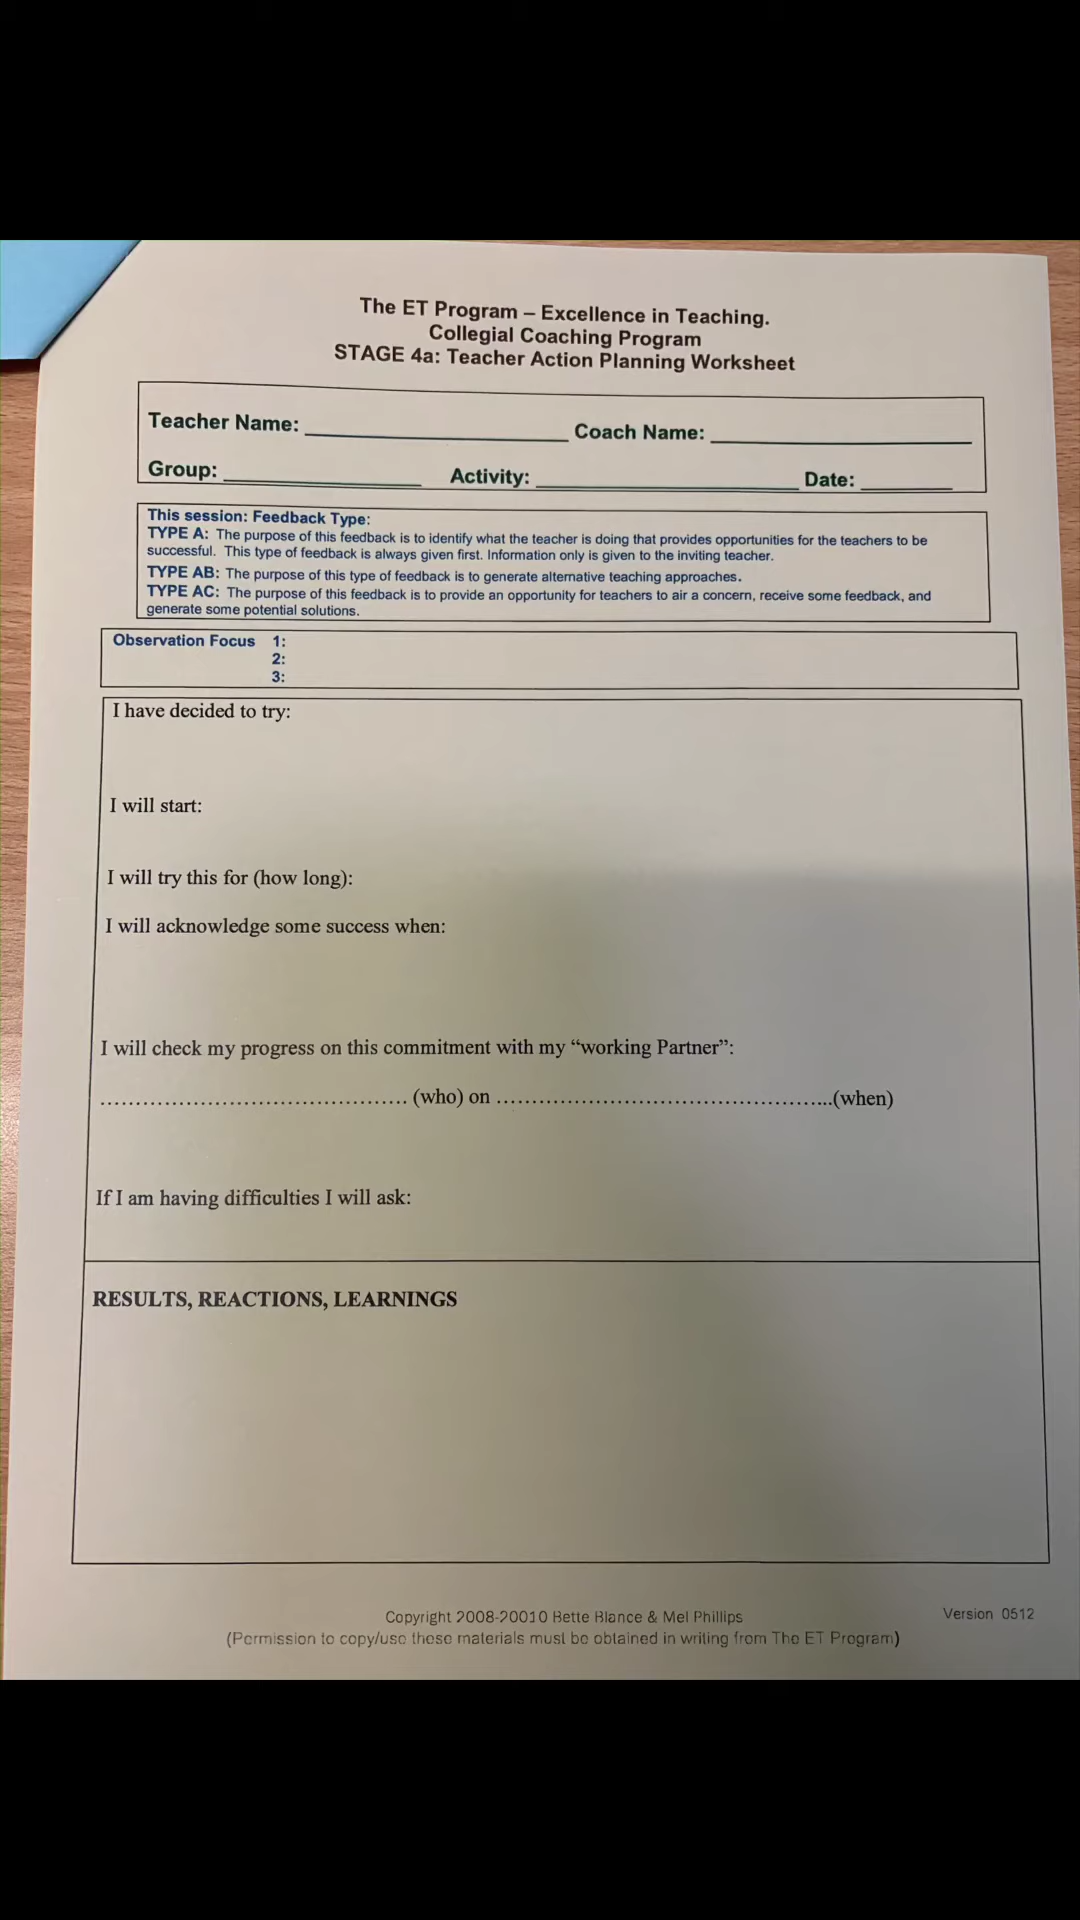 The ET Program – Excellence in Teaching.
Collegial Coaching Program
STAGE 4a: Teacher Action Planning Worksheet
Teacher Name: ____________________ Coach Name: ____________________
Group: ________________ Activity: ____________________ Date: _______
This session: Feedback Type:
TYPE A: The purpose of this feedback is to identify what the teacher is doing that provides opportunities for the teachers to be
successful. This type of feedback is always given first. Information only is given to the inviting teacher.
TYPE AB: The purpose of this type of feedback is to generate alternative teaching approaches.
TYPE AC: The purpose of this feedback is to provide an opportunity for teachers to air a concern, receive some feedback, and
generate some potential solutions.
Observation Focus 1:
2:
3:
I have decided to try:
I will start:
I will try this for (how long):
I will acknowledge some success when:
I will check my progress on this commitment with my “working Partner”:
........................................ (who) on ............................................(when)
If I am having difficulties I will ask:
RESULTS, REACTIONS, LEARNINGS
Copyright 2008-20010 Bette Blance & Mel Phillips
Version 0512
(Permission to copy/use these materials must be obtained in writing from The ET Program)